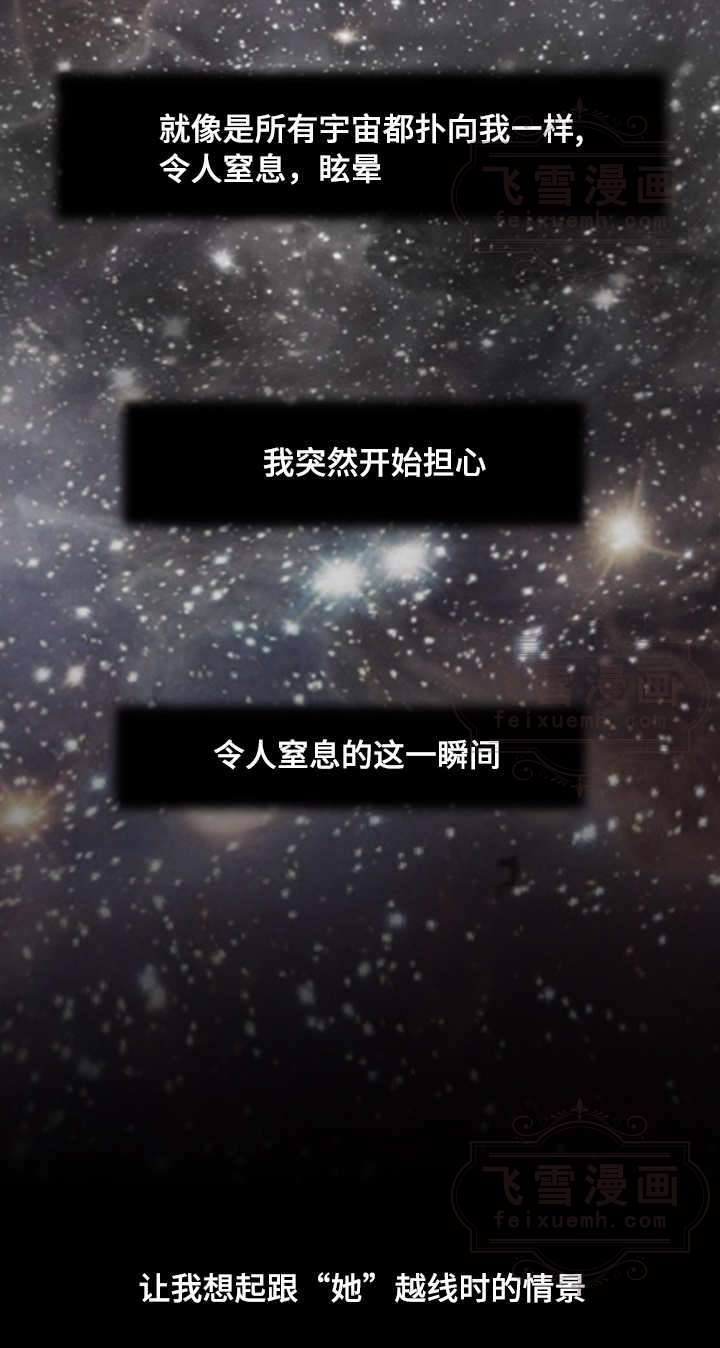 就像是所有宇宙都扑向我一样,
令人窒息，眩晕
飞雪漫画
feixuemh.com
我突然开始担心
飞雪漫画
feixuemh.com
令人窒息的这一瞬间
飞雪漫画
feixuemh.com
让我想起跟“她”越线时的情景